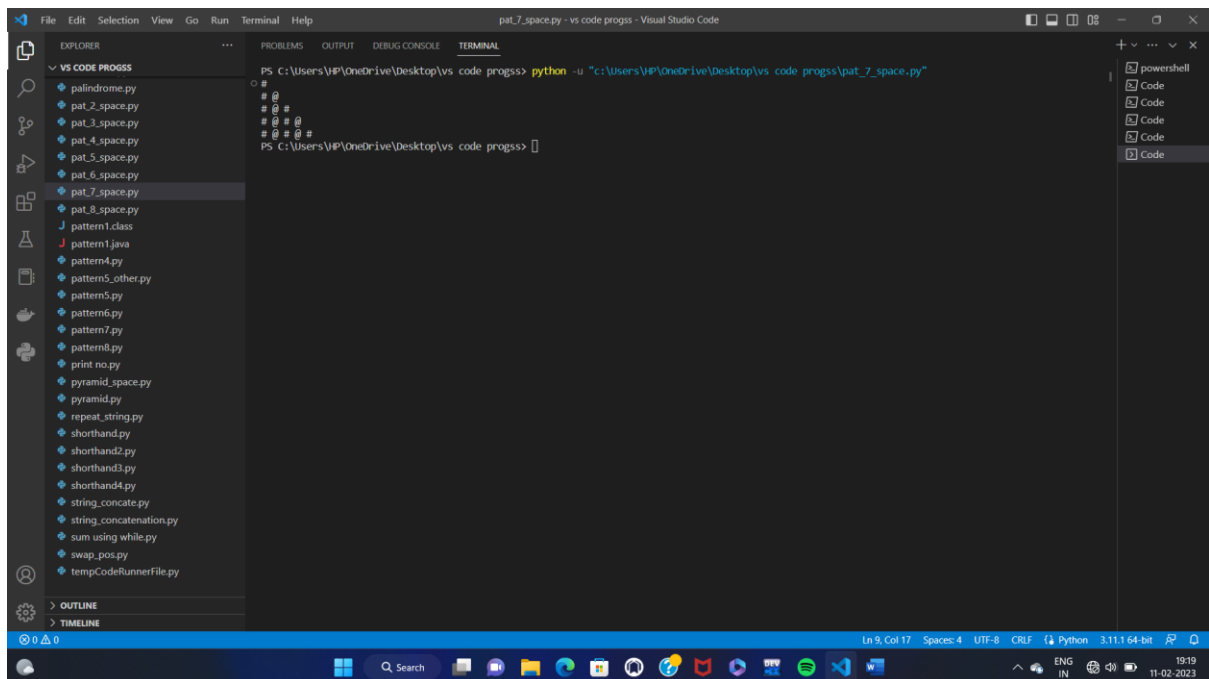 File Edit Selection View Go Run Terminal Help
pat_7_space.py - vs code progss - Visual Studio Code
EXPLORER
VS CODE PROGSS
palindrome.py
pat_2_space.py
pat_3_space.py
pat_4_space.py
pat_5_space.py
pat_6_space.py
pat_7_space.py
pat_8_space.py
J pattern1.class
J pattern1.java
pattern4.py
pattern5_other.py
pattern5.py
pattern6.py
pattern7.py
pattern8.py
print no.py
pyramid_space.py
pyramid.py
repeat_string.py
shorthand.py
shorthand2.py
shorthand3.py
shorthand4.py
string_concate.py
string_concatenation.py
sum using while.py
swap_pos.py
tempCodeRunnerFile.py
OUTLINE
TIMELINE
PROBLEMS OUTPUT DEBUG CONSOLE TERMINAL
PS C:\Users\HP\OneDrive\Desktop\vs code progss> python -u "c:\Users\HP\OneDrive\Desktop\vs code progss\pat_7_space.py"
#
# @
# @ #
# @ # @
# @ # @ #
PS C:\Users\HP\OneDrive\Desktop\vs code progss>
powershell
Code
Code
Code
Code
Code
0 0
Ln 9, Col 17 Spaces: 4 UTF-8 CRLF Python 3.11.1 64-bit
Search
DEV
W
ENG
IN
19:19
11-02-2023